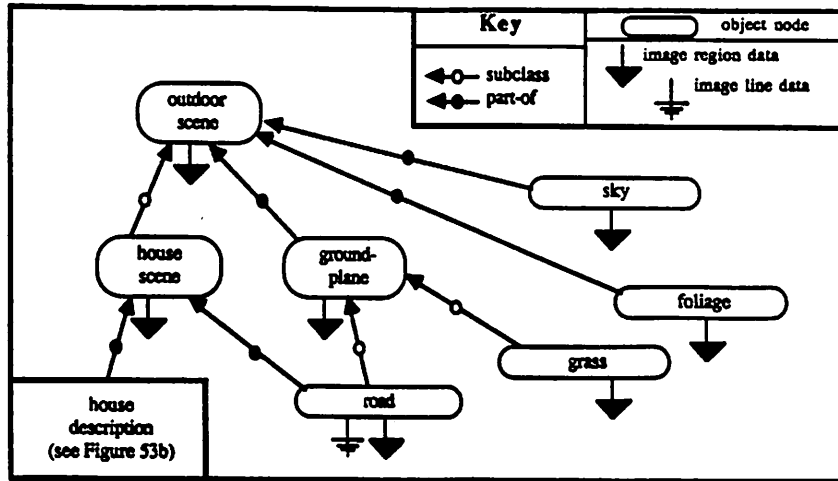 Key
object node
image region data
subclass
image line data
part-of
outdoor
scene
sky
house
scene
ground-
plane
foliage
grass
house
description
(see Figure 53b)
road